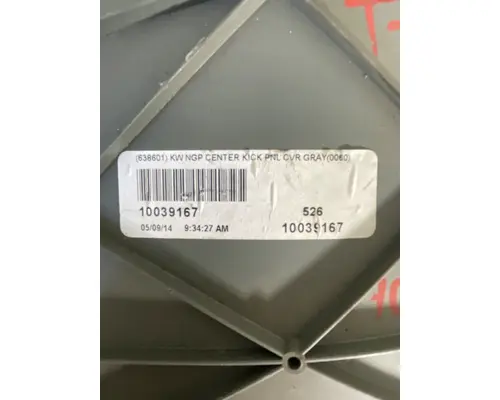 T-
(638601) KW NGP CENTER KICK PNL CVR GRAY(0060)
10039167 526
05/09/14 9:34:27 AM 10039167
10